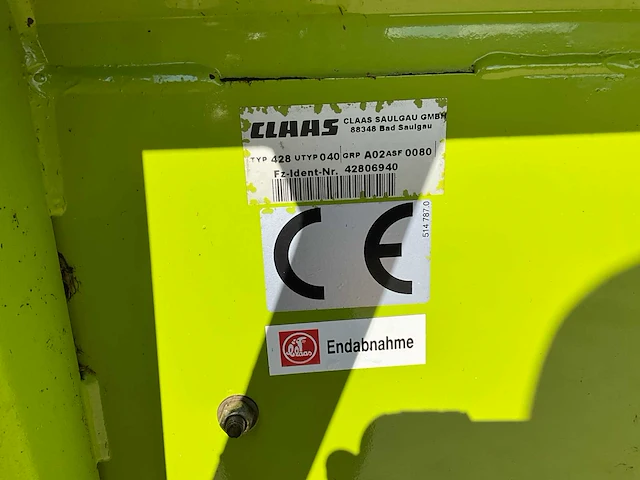 CLAAS CLAAS SAULGAU GMBH
88348 Bad Saulgau
TYP 428 UTYP 040 GRP A02 ASF 0080
Fz-Ident-Nr. 42806940
CE
514 787.0
Claas Endabnahme